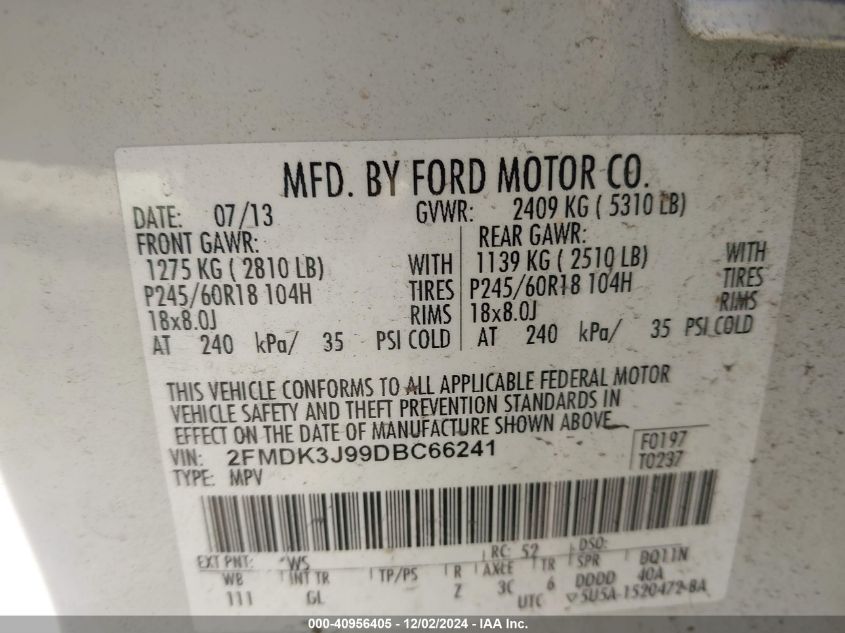 MFD. BY FORD MOTOR CO.
DATE: 07/13 GVWR: 2409 KG ( 5310 LB)
FRONT GAWR: REAR GAWR:
1275 KG ( 2810 LB) WITH 1139 KG ( 2510 LB) WITH
P245/60R18 104H TIRES P245/60R18 104H TIRES
18x8.0J RIMS 18x8.0J RIMS
AT 240 kPa/ 35 PSI COLD AT 240 kPa/ 35 PSI COLD
THIS VEHICLE CONFORMS TO ALL APPLICABLE FEDERAL MOTOR
VEHICLE SAFETY AND THEFT PREVENTION STANDARDS IN
EFFECT ON THE DATE OF MANUFACTURE SHOWN ABOVE.
VIN: 2FMDK3J99DBC66241 F0197
TYPE: MPV T0237
EXT PNT: *WS RC: 52 DSO:
WB INT TR TP/PS R AXLE TR SPR BQ11N
111 GL Z 3C 6 DDDD 40A
UTC ▽5U5A-1520472-BA
000-40956405 - 12/02/2024 - IAA Inc.